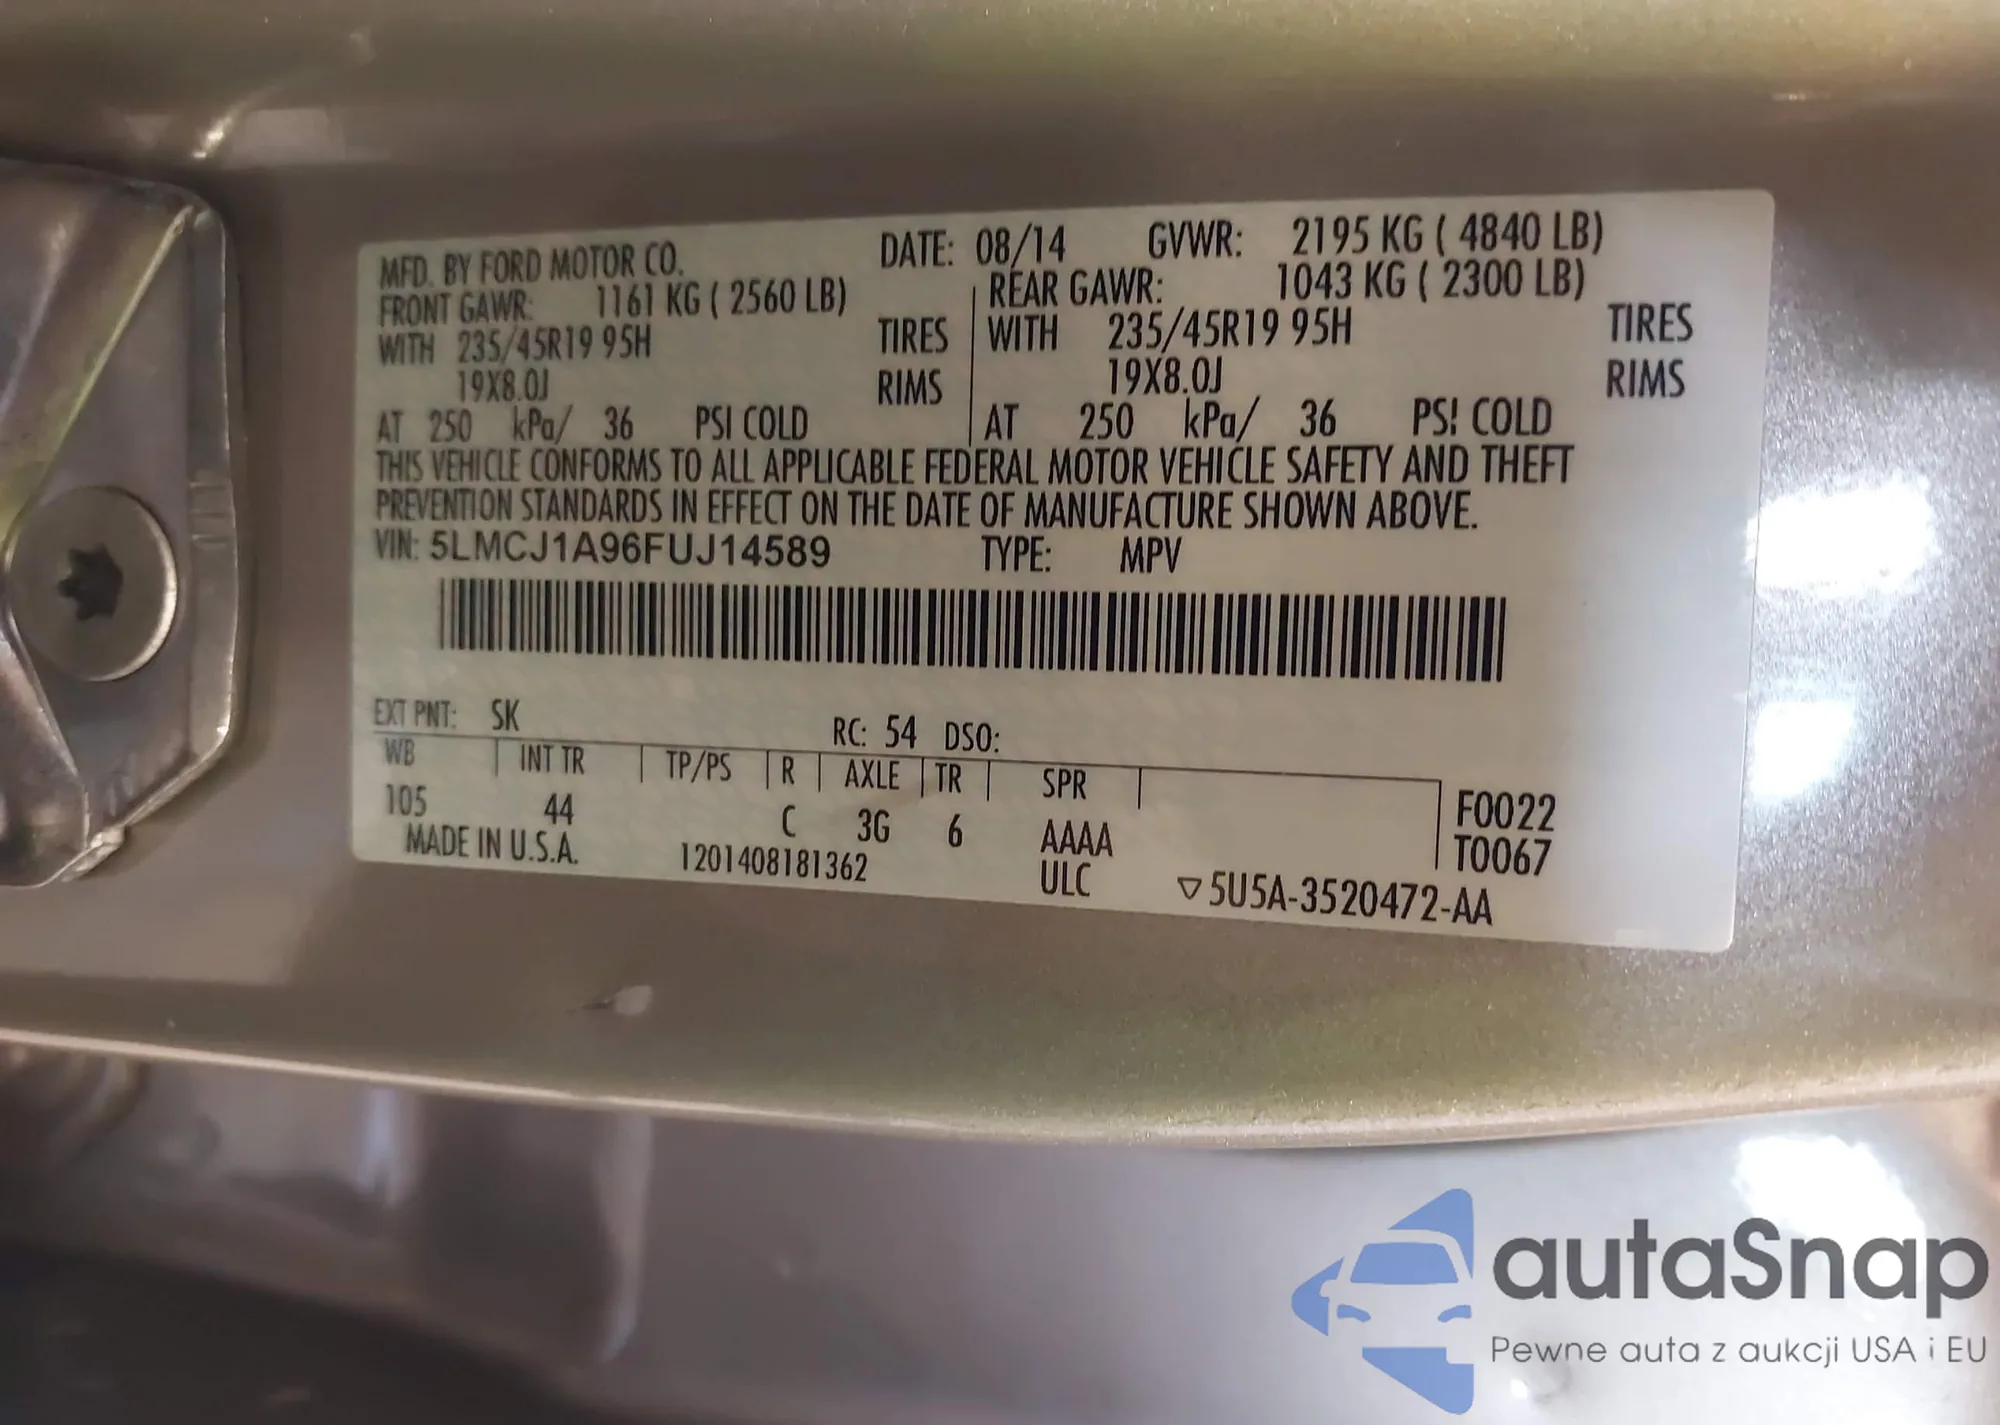 MFD. BY FORD MOTOR CO. DATE: 08/14 GVWR: 2195 KG ( 4840 LB)
FRONT GAWR: 1161 KG ( 2560 LB) REAR GAWR: 1043 KG ( 2300 LB)
WITH 235/45R19 95H TIRES WITH 235/45R19 95H TIRES
19X8.0J RIMS 19X8.0J RIMS
AT 250 kPa/ 36 PSI COLD AT 250 kPa/ 36 PSI COLD
THIS VEHICLE CONFORMS TO ALL APPLICABLE FEDERAL MOTOR VEHICLE SAFETY AND THEFT
PREVENTION STANDARDS IN EFFECT ON THE DATE OF MANUFACTURE SHOWN ABOVE.
VIN: 5LMCJ1A96FUJ14589 TYPE: MPV
EXT PNT: SK RC: 54 DSO:
WB INT TR TP/PS R AXLE TR SPR
105 44 C 3G 6 AAAA F0022
MADE IN U.S.A. 1201408181362 ULC T0067
▽5U5A-3520472-AA
autaSnap
Pewne auta z aukcji USA i EU